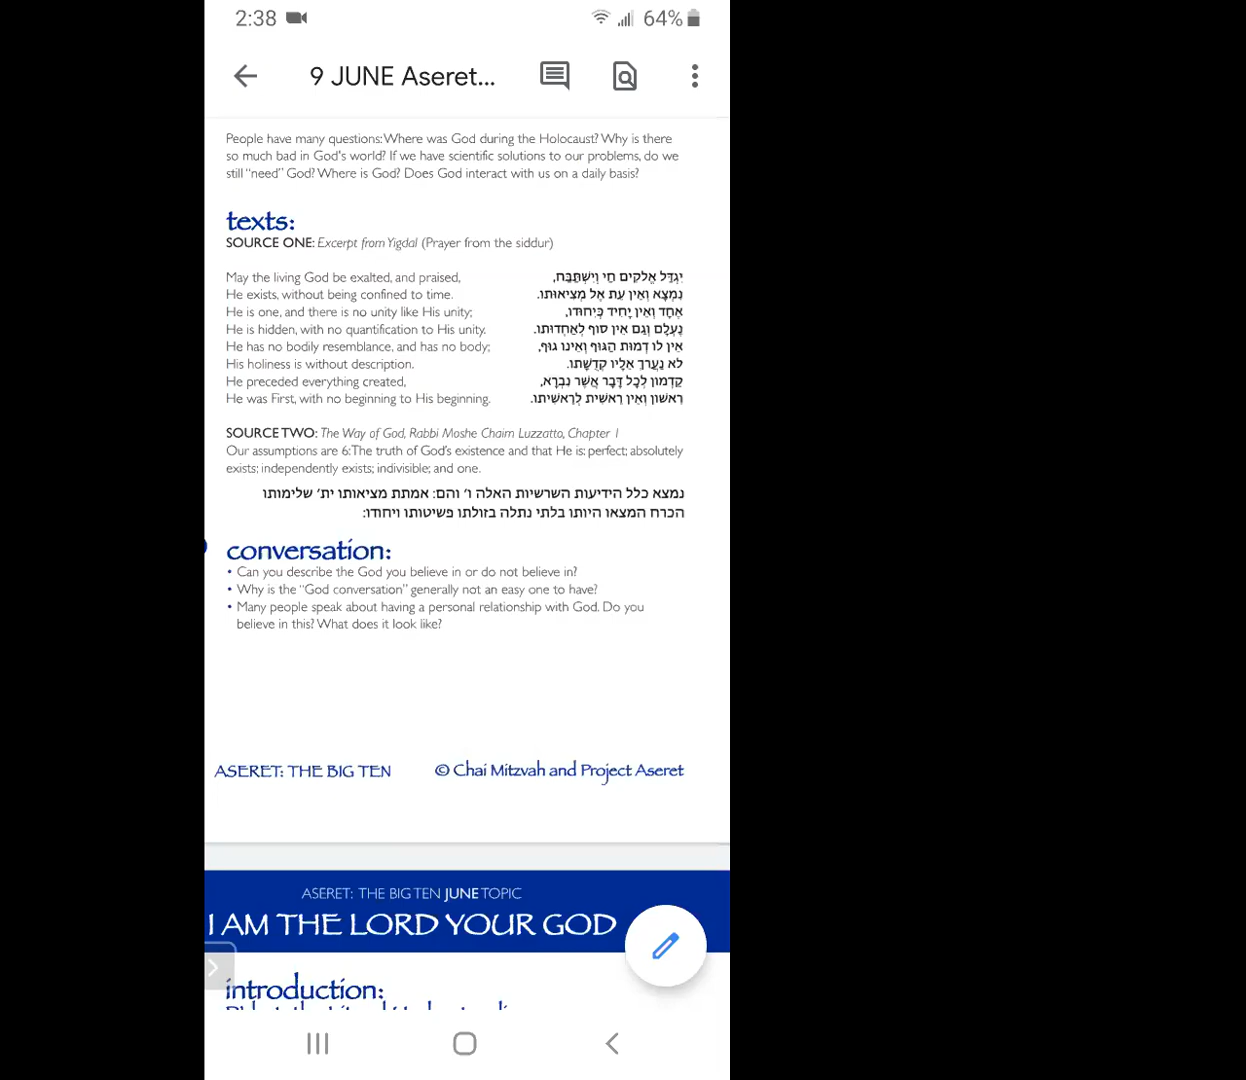 2:38 64%
9 JUNE Aseret...
People have many questions: Where was God during the Holocaust? Why is there
so much bad in God's world? If we have scientific solutions to our problems, do we
still "need" God? Where is God? Does God interact with us on a daily basis?
texts:
SOURCE ONE: Excerpt from Yigdal (Prayer from the siddur)
May the living God be exalted, and praised,
He exists, without being confined to time.
He is one, and there is no unity like His unity;
He is hidden, with no quantification to His unity.
He has no bodily resemblance, and has no body;
His holiness is without description.
He preceded everything created,
He was First, with no beginning to His beginning.
יִגְדַּל אֱלֹקִים חַי וְיִשְׁתַּבַּח,
נִמְצָא וְאֵין עֵת אֶל מְצִיאוּתוֹ.
אֶחָד וְאֵין יָחִיד כְּיִחוּדוֹ,
נֶעְלָם וְגַם אֵין סוֹף לְאַחְדוּתוֹ.
אֵין לוֹ דְמוּת הַגּוּף וְאֵינוֹ גוּף,
לֹא נַעֲרֹךְ אֵלָיו קְדֻשָּׁתוֹ.
קַדְמוֹן לְכָל דָּבָר אֲשֶׁר נִבְרָא,
רִאשׁוֹן וְאֵין רֵאשִׁית לְרֵאשִׁיתוֹ.
SOURCE TWO: The Way of God, Rabbi Moshe Chaim Luzzatto, Chapter 1
Our assumptions are 6: The truth of God's existence and that He is: perfect; absolutely
exists; independently exists; indivisible; and one.
נמצא כלל הידיעות השרשיות האלה ו׳ והם: אמתת מציאותו ית׳ שלימותו
הכרח המצאו היותו בלתי נתלה בזולתו פשיטותו ויחודו:
conversation:
• Can you describe the God you believe in or do not believe in?
• Why is the "God conversation" generally not an easy one to have?
• Many people speak about having a personal relationship with God. Do you
believe in this? What does it look like?
ASERET: THE BIG TEN © Chai Mitzvah and Project Aseret
ASERET: THE BIG TEN JUNE TOPIC
I AM THE LORD YOUR GOD
introduction: